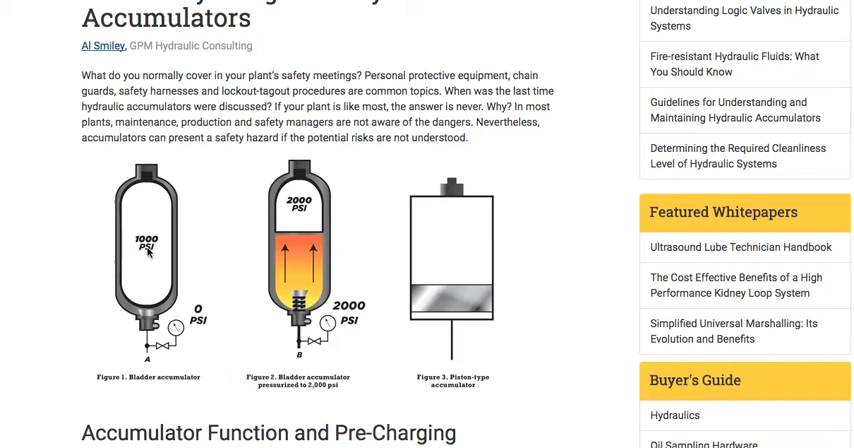 Accumulators
Al Smiley, GPM Hydraulic Consulting
What do you normally cover in your plant's safety meetings? Personal protective equipment, chain
guards, safety harnesses and lockout-tagout procedures are common topics. When was the last time
hydraulic accumulators were discussed? If your plant is like most, the answer is never. Why? In most
plants, maintenance, production and safety managers are not aware of the dangers. Nevertheless,
accumulators can present a safety hazard if the potential risks are not understood.
1000
PSI
0
PSI
A
Figure 1. Bladder accumulator
2000
PSI
2000
PSI
B
Figure 2. Bladder accumulator
pressurized to 2,000 psi
Figure 3. Piston-type
accumulator
Accumulator Function and Pre-Charging
Understanding Logic Valves in Hydraulic
Systems
Fire-resistant Hydraulic Fluids: What
You Should Know
Guidelines for Understanding and
Maintaining Hydraulic Accumulators
Determining the Required Cleanliness
Level of Hydraulic Systems
Featured Whitepapers
Ultrasound Lube Technician Handbook
The Cost Effective Benefits of a High
Performance Kidney Loop System
Simplified Universal Marshalling: Its
Evolution and Benefits
Buyer's Guide
Hydraulics
Oil Sampling Hardware